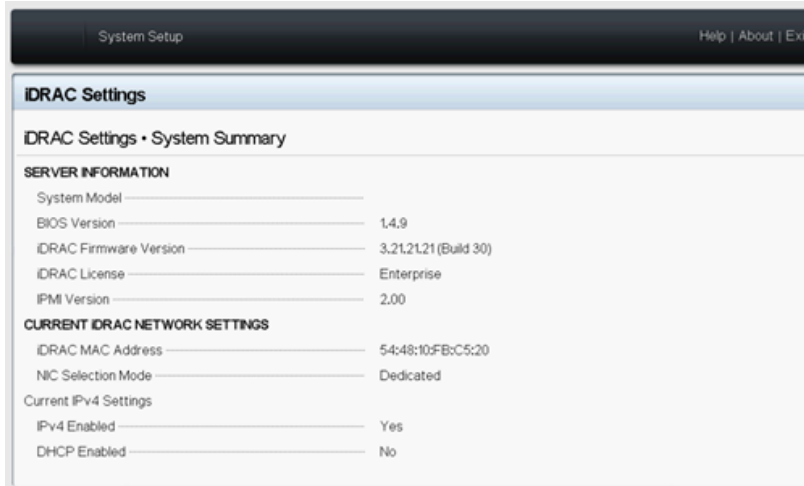 System Setup
Help | About | Exi
iDRAC Settings
iDRAC Settings • System Summary
SERVER INFORMATION
System Model
BIOS Version 1.4.9
iDRAC Firmware Version 3.21.21.21 (Build 30)
iDRAC License Enterprise
IPMI Version 2.00
CURRENT iDRAC NETWORK SETTINGS
iDRAC MAC Address 54:48:10:FB:C5:20
NIC Selection Mode Dedicated
Current IPv4 Settings
IPv4 Enabled Yes
DHCP Enabled No